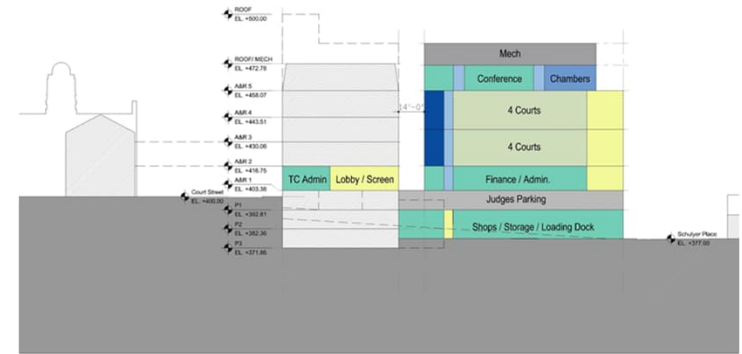 ROOF
EL. +500.00
ROOF/ MECH
EL. +472.78
A&R 5
EL. +458.07
A&R 4
EL. +443.51
A&R 3
EL. +430.06
A&R 2
EL. +416.75
A&R 1
EL. +403.36
Court Street
EL. +400.00
P1
EL. +392.81
P2
EL. +382.36
P3
EL. +371.86
14'-0"
TC Admin
Lobby / Screen
Mech
Conference
Chambers
4 Courts
4 Courts
Finance / Admin.
Judges Parking
Shops / Storage / Loading Dock
Schulyer Place
EL. +377.00